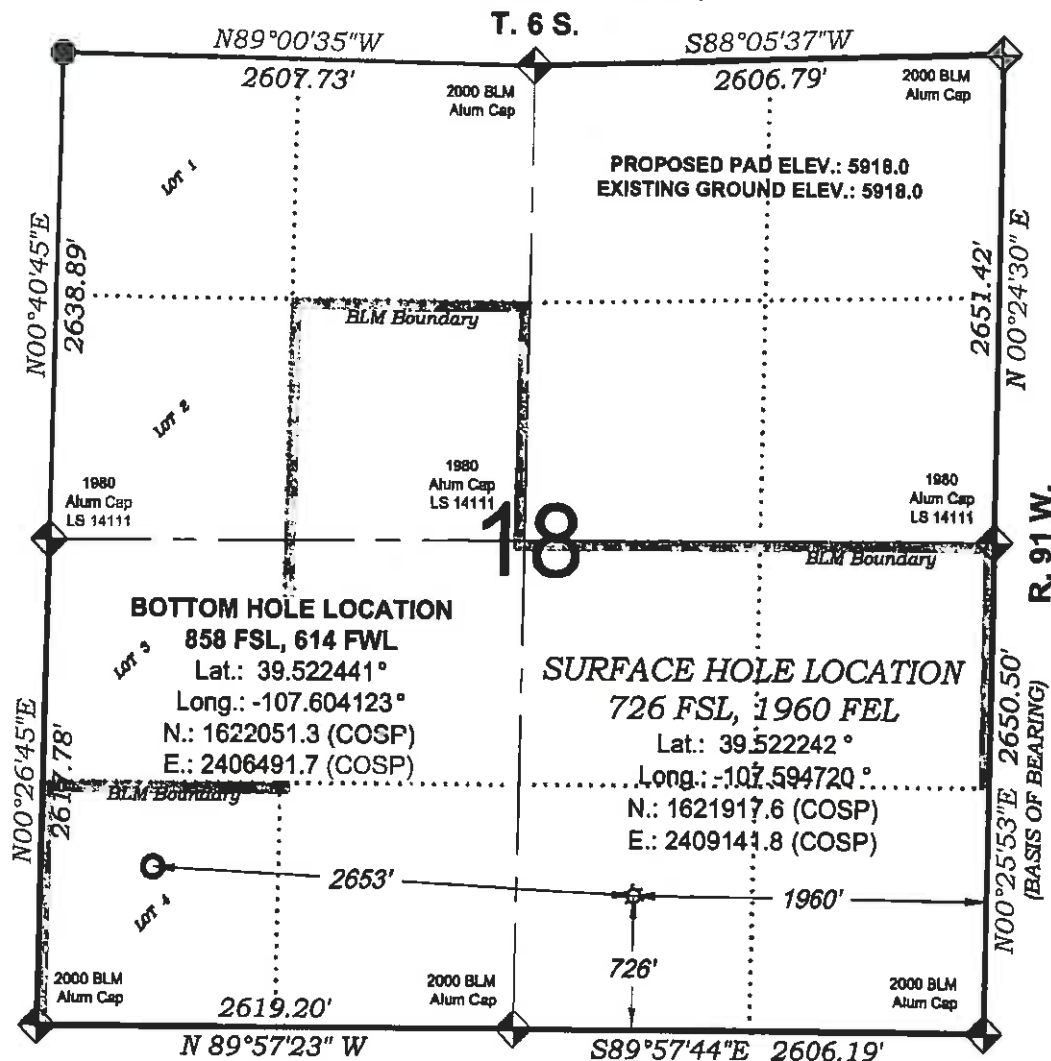 T. 6 S.
N89°00'35"W
S88°05'37"W
2607.73'
2606.79'
2000 BLM
Alum Cap
2000 BLM
Alum Cap
PROPOSED PAD ELEV.: 5918.0
EXISTING GROUND ELEV.: 5918.0
LOT 1
N00°40'45"E
2638.89'
2651.42'
N 00°24'30" E
BLM Boundary
LOT 2
1980
Alum Cap
LS 14111
1980
Alum Cap
LS 14111
1980
Alum Cap
LS 14111
18
BLM Boundary
R. 91 W.
BOTTOM HOLE LOCATION
858 FSL, 614 FWL
Lat.: 39.522441°
Long.: -107.604123°
N.: 1622051.3 (COSP)
E.: 2406491.7 (COSP)
LOT 3
SURFACE HOLE LOCATION
726 FSL, 1960 FEL
Lat.: 39.522242 °
Long.: -107.594720 °
N.: 1621917.6 (COSP)
E.: 2409141.8 (COSP)
N00°26'45"E
BLM Boundary
N00°25'53"E 2650.50'
(BASIS OF BEARING)
2653'
1960'
LOT 4
726'
2000 BLM
Alum Cap
2000 BLM
Alum Cap
2000 BLM
Alum Cap
2619.20'
N 89°57'23" W
S89°57'44"E 2606.19'